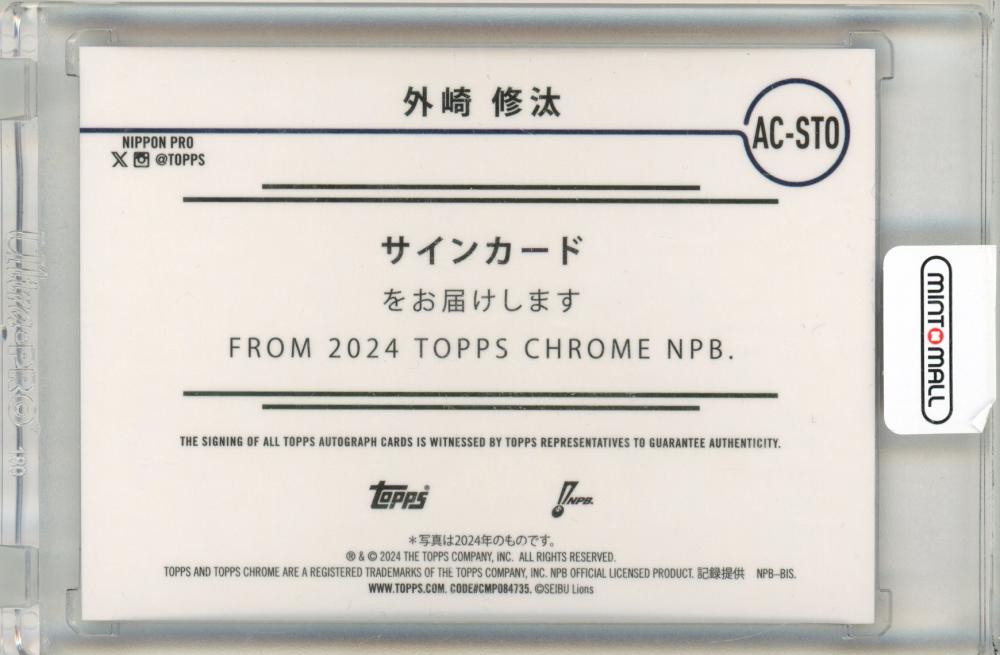 外崎 修汰
AC-STO
NIPPON PRO
@TOPPS
サインカード
をお届けします
FROM 2024 TOPPS CHROME NPB.
THE SIGNING OF ALL TOPPS AUTOGRAPH CARDS IS WITNESSED BY TOPPS REPRESENTATIVES TO GUARANTEE AUTHENTICITY.
Topps®
NPB.
＊写真は2024年のものです。
® & © 2024 THE TOPPS COMPANY, INC. ALL RIGHTS RESERVED.
TOPPS AND TOPPS CHROME ARE A REGISTERED TRADEMARKS OF THE TOPPS COMPANY, INC. NPB OFFICIAL LICENSED PRODUCT. 記録提供 NPB-BIS.
WWW.TOPPS.COM. CODE#CMP084735. ©SEIBU Lions
MINT MALL